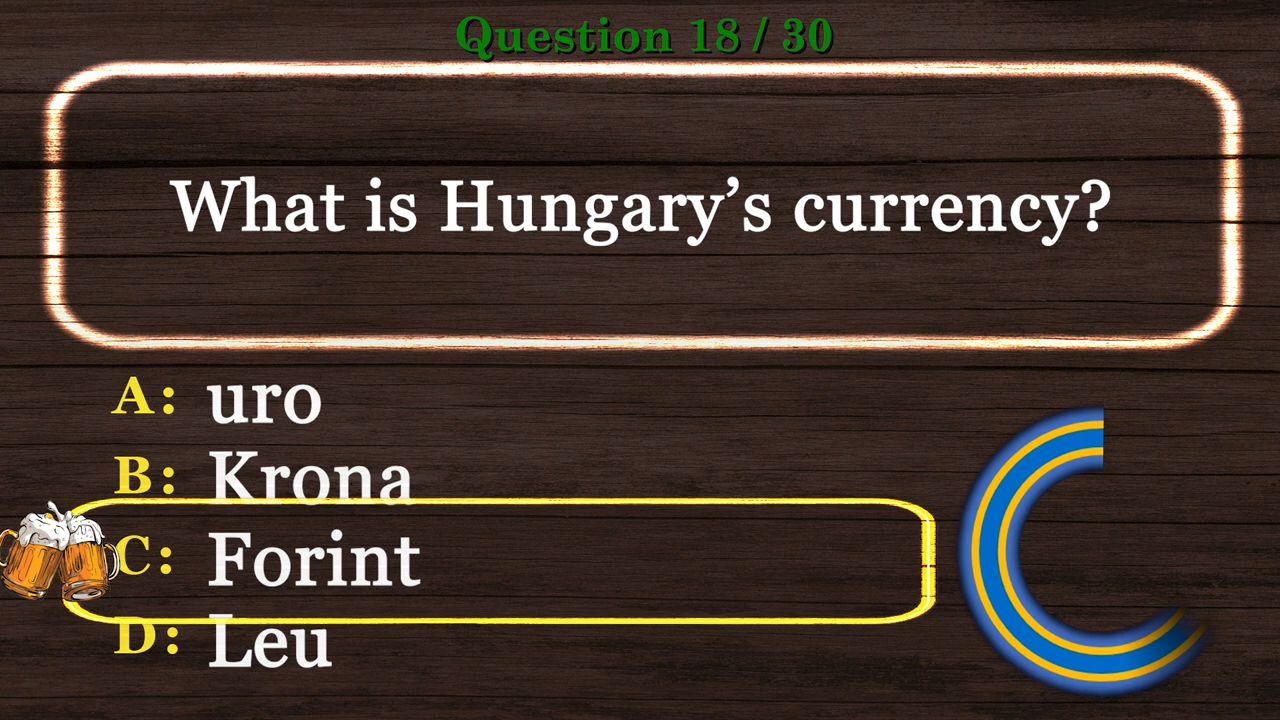 Question 18 / 30
What is Hungary’s currency?
A: uro
B: Krona
C: Forint
D: Leu